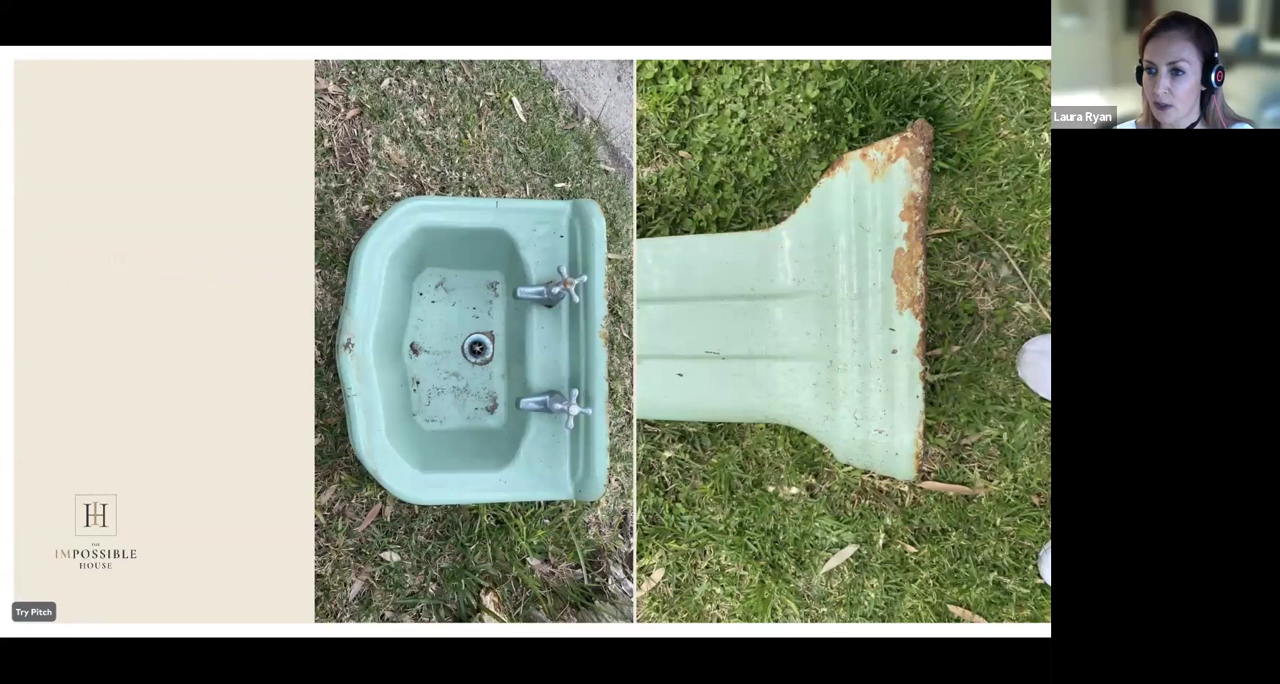 H
THE
IMPOSSIBLE
HOUSE
Try Pitch
Laura Ryan